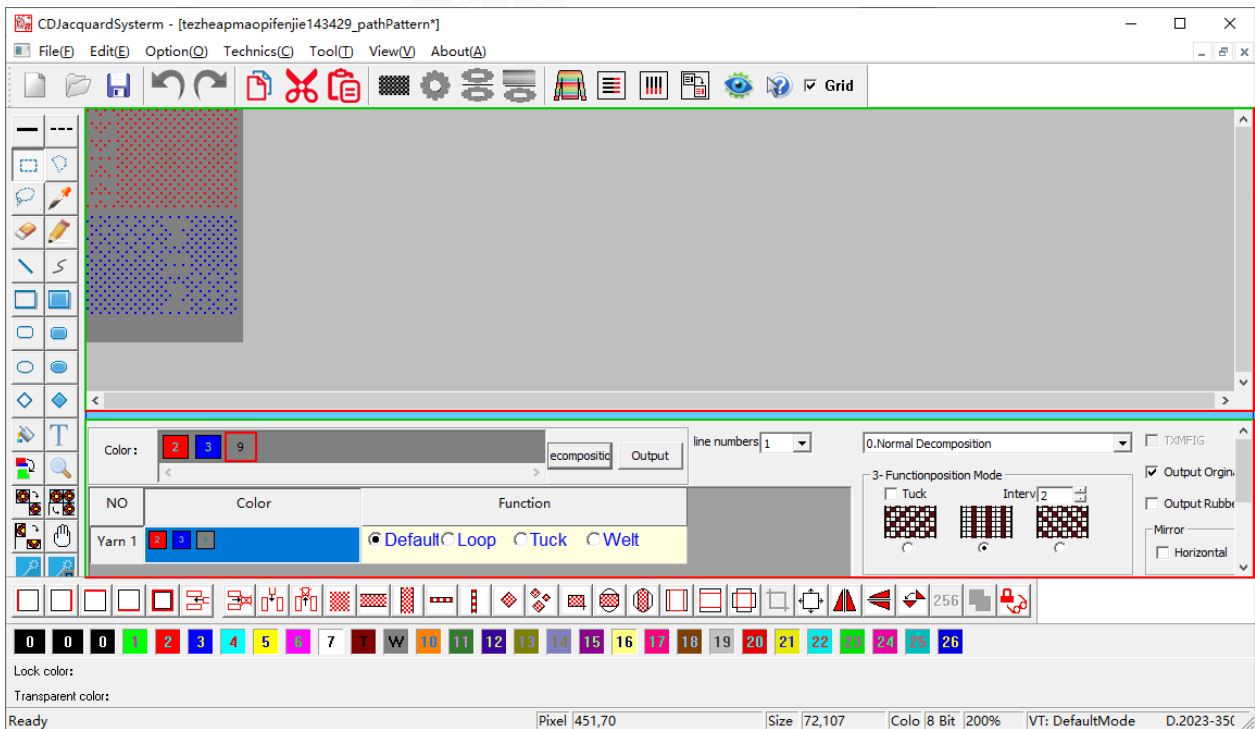 CDJacquardSysterm - [tezheapmaopifenjie143429_pathPattern*]
File(F) Edit(E) Option(O) Technics(C) Tool(T) View(V) About(A)
Grid
Color: 2 3 9
ecompositic Output
line numbers 1
0.Normal Decomposition
TXMFIG
3- Functionposition Mode
Output Orgin
Tuck Interv 2
Output Rubbe
NO Color Function
Mirror
Yarn 1 2 3 9 Default Loop Tuck Welt
Horizontal
256
0 0 0 1 2 3 4 5 6 7 T W 10 11 12 13 14 15 16 17 18 19 20 21 22 23 24 25 26
Lock color:
Transparent color:
Ready Pixel 451,70 Size 72,107 Colo 8 Bit 200% VT: DefaultMode D.2023-350